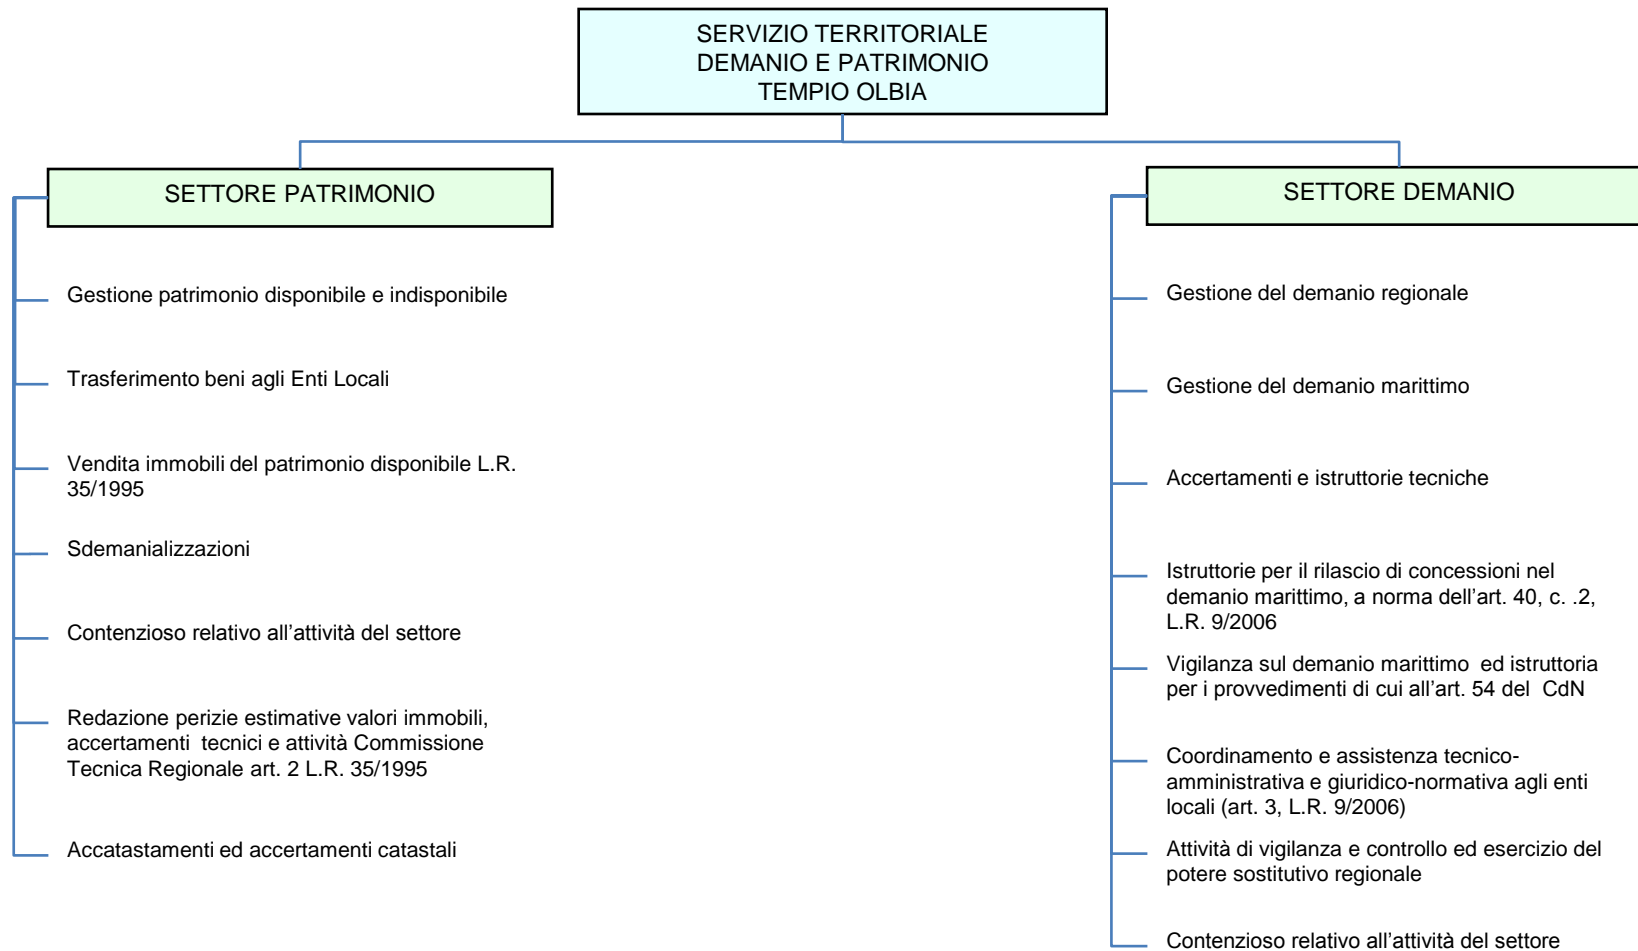 SERVIZIO TERRITORIALE
DEMANIO E PATRIMONIO
TEMPIO OLBIA
SETTORE PATRIMONIO
Gestione patrimonio disponibile e indisponibile
Trasferimento beni agli Enti Locali
Vendita immobili del patrimonio disponibile L.R.
35/1995
Sdemanializzazioni
Contenzioso relativo all’attività del settore
Redazione perizie estimative valori immobili,
accertamenti tecnici e attività Commissione
Tecnica Regionale art. 2 L.R. 35/1995
Accatastamenti ed accertamenti catastali
SETTORE DEMANIO
Gestione del demanio regionale
Gestione del demanio marittimo
Accertamenti e istruttorie tecniche
Istruttorie per il rilascio di concessioni nel
demanio marittimo, a norma dell’art. 40, c. .2,
L.R. 9/2006
Vigilanza sul demanio marittimo ed istruttoria
per i provvedimenti di cui all’art. 54 del CdN
Coordinamento e assistenza tecnico-
amministrativa e giuridico-normativa agli enti
locali (art. 3, L.R. 9/2006)
Attività di vigilanza e controllo ed esercizio del
potere sostitutivo regionale
Contenzioso relativo all’attività del settore